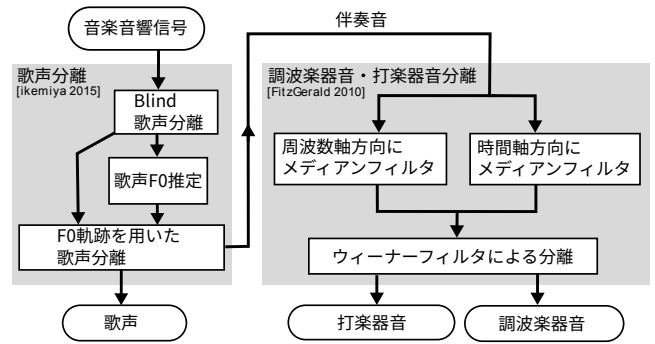 音楽音響信号
伴奏音
歌声分離
[ikemiya 2015]
Blind
歌声分離
歌声F0推定
F0軌跡を用いた
歌声分離
歌声
調波楽器音・打楽器音分離
[FitzGerald 2010]
周波数軸方向に
メディアンフィルタ
時間軸方向に
メディアンフィルタ
ウィーナーフィルタによる分離
打楽器音
調波楽器音